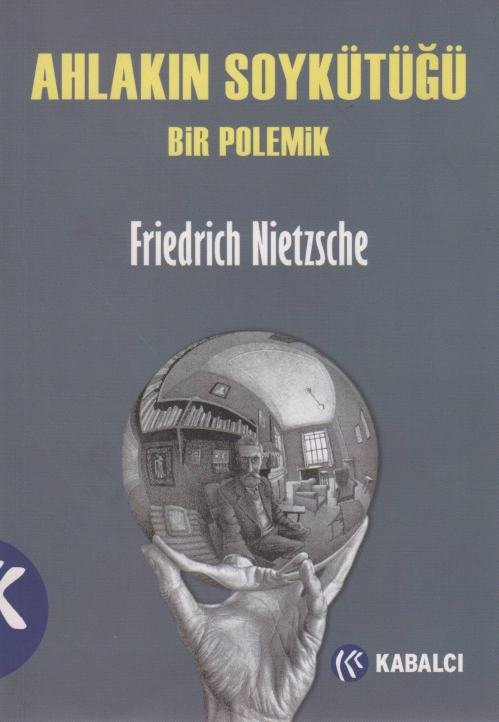 AHLAKIN SOYKÜTÜĞÜ
BİR POLEMİK
Friedrich Nietzsche
KABALCI